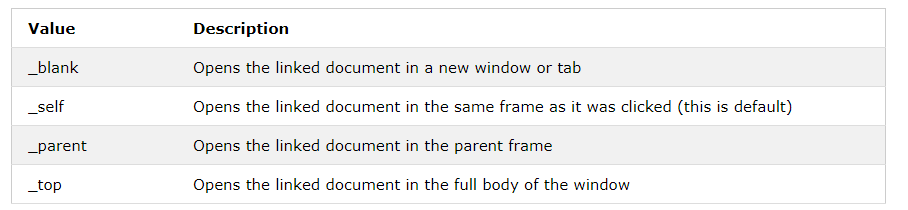 Value Description
_blank Opens the linked document in a new window or tab
_self Opens the linked document in the same frame as it was clicked (this is default)
_parent Opens the linked document in the parent frame
_top Opens the linked document in the full body of the window